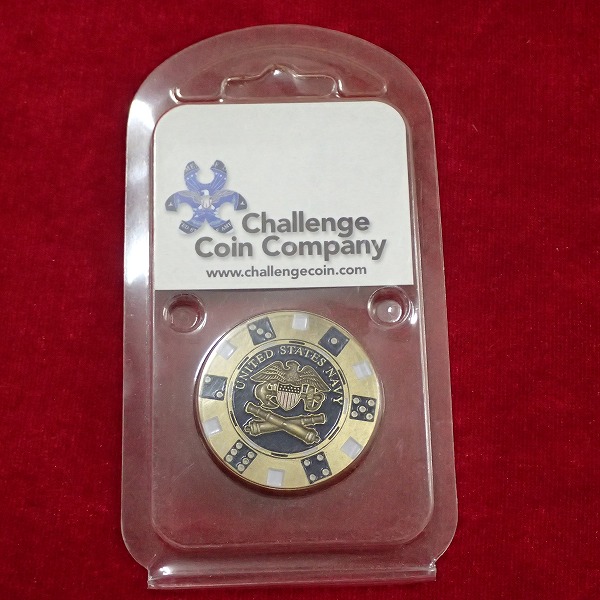 Challenge
Coin Company
www.challengecoin.com
UNITED STATES NAVY